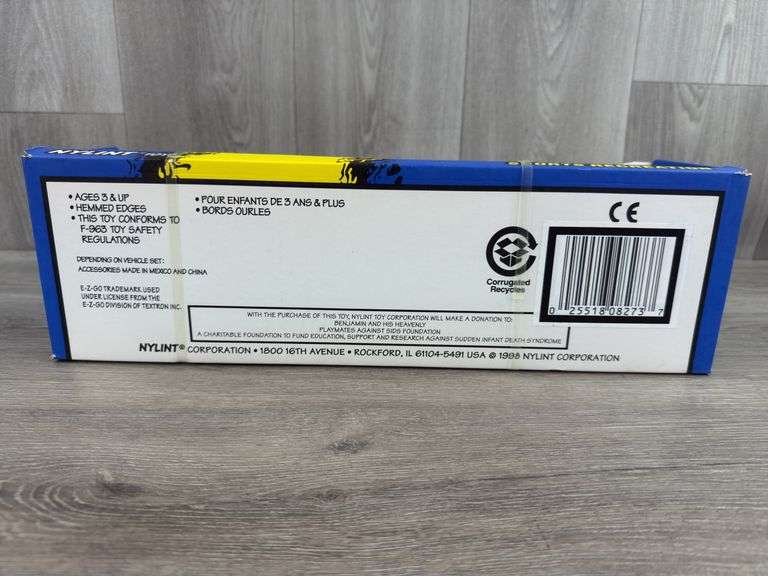 NYLINT
SPORTS RECREATION
• AGES 3 & UP
• HEMMED EDGES
• THIS TOY CONFORMS TO
F-963 TOY SAFETY
REGULATIONS
• POUR ENFANTS DE 3 ANS & PLUS
• BORDS OURLES
DEPENDING ON VEHICLE SET:
ACCESSORIES MADE IN MEXICO AND CHINA
E-Z-GO TRADEMARK USED
UNDER LICENSE FROM THE
E-Z-GO DIVISION OF TEXTRON INC.
Corrugated
Recycles
CE
0 25518 08273 7
WITH THE PURCHASE OF THIS TOY, NYLINT TOY CORPORATION WILL MAKE A DONATION TO:
BENJAMIN AND HIS HEAVENLY
PLAYMATES AGAINST SIDS FOUNDATION
A CHARITABLE FOUNDATION TO FUND EDUCATION, SUPPORT AND RESEARCH AGAINST SUDDEN INFANT DEATH SYNDROME
NYLINT® CORPORATION • 1800 16TH AVENUE • ROCKFORD, IL 61104-5491 USA © 1998 NYLINT CORPORATION